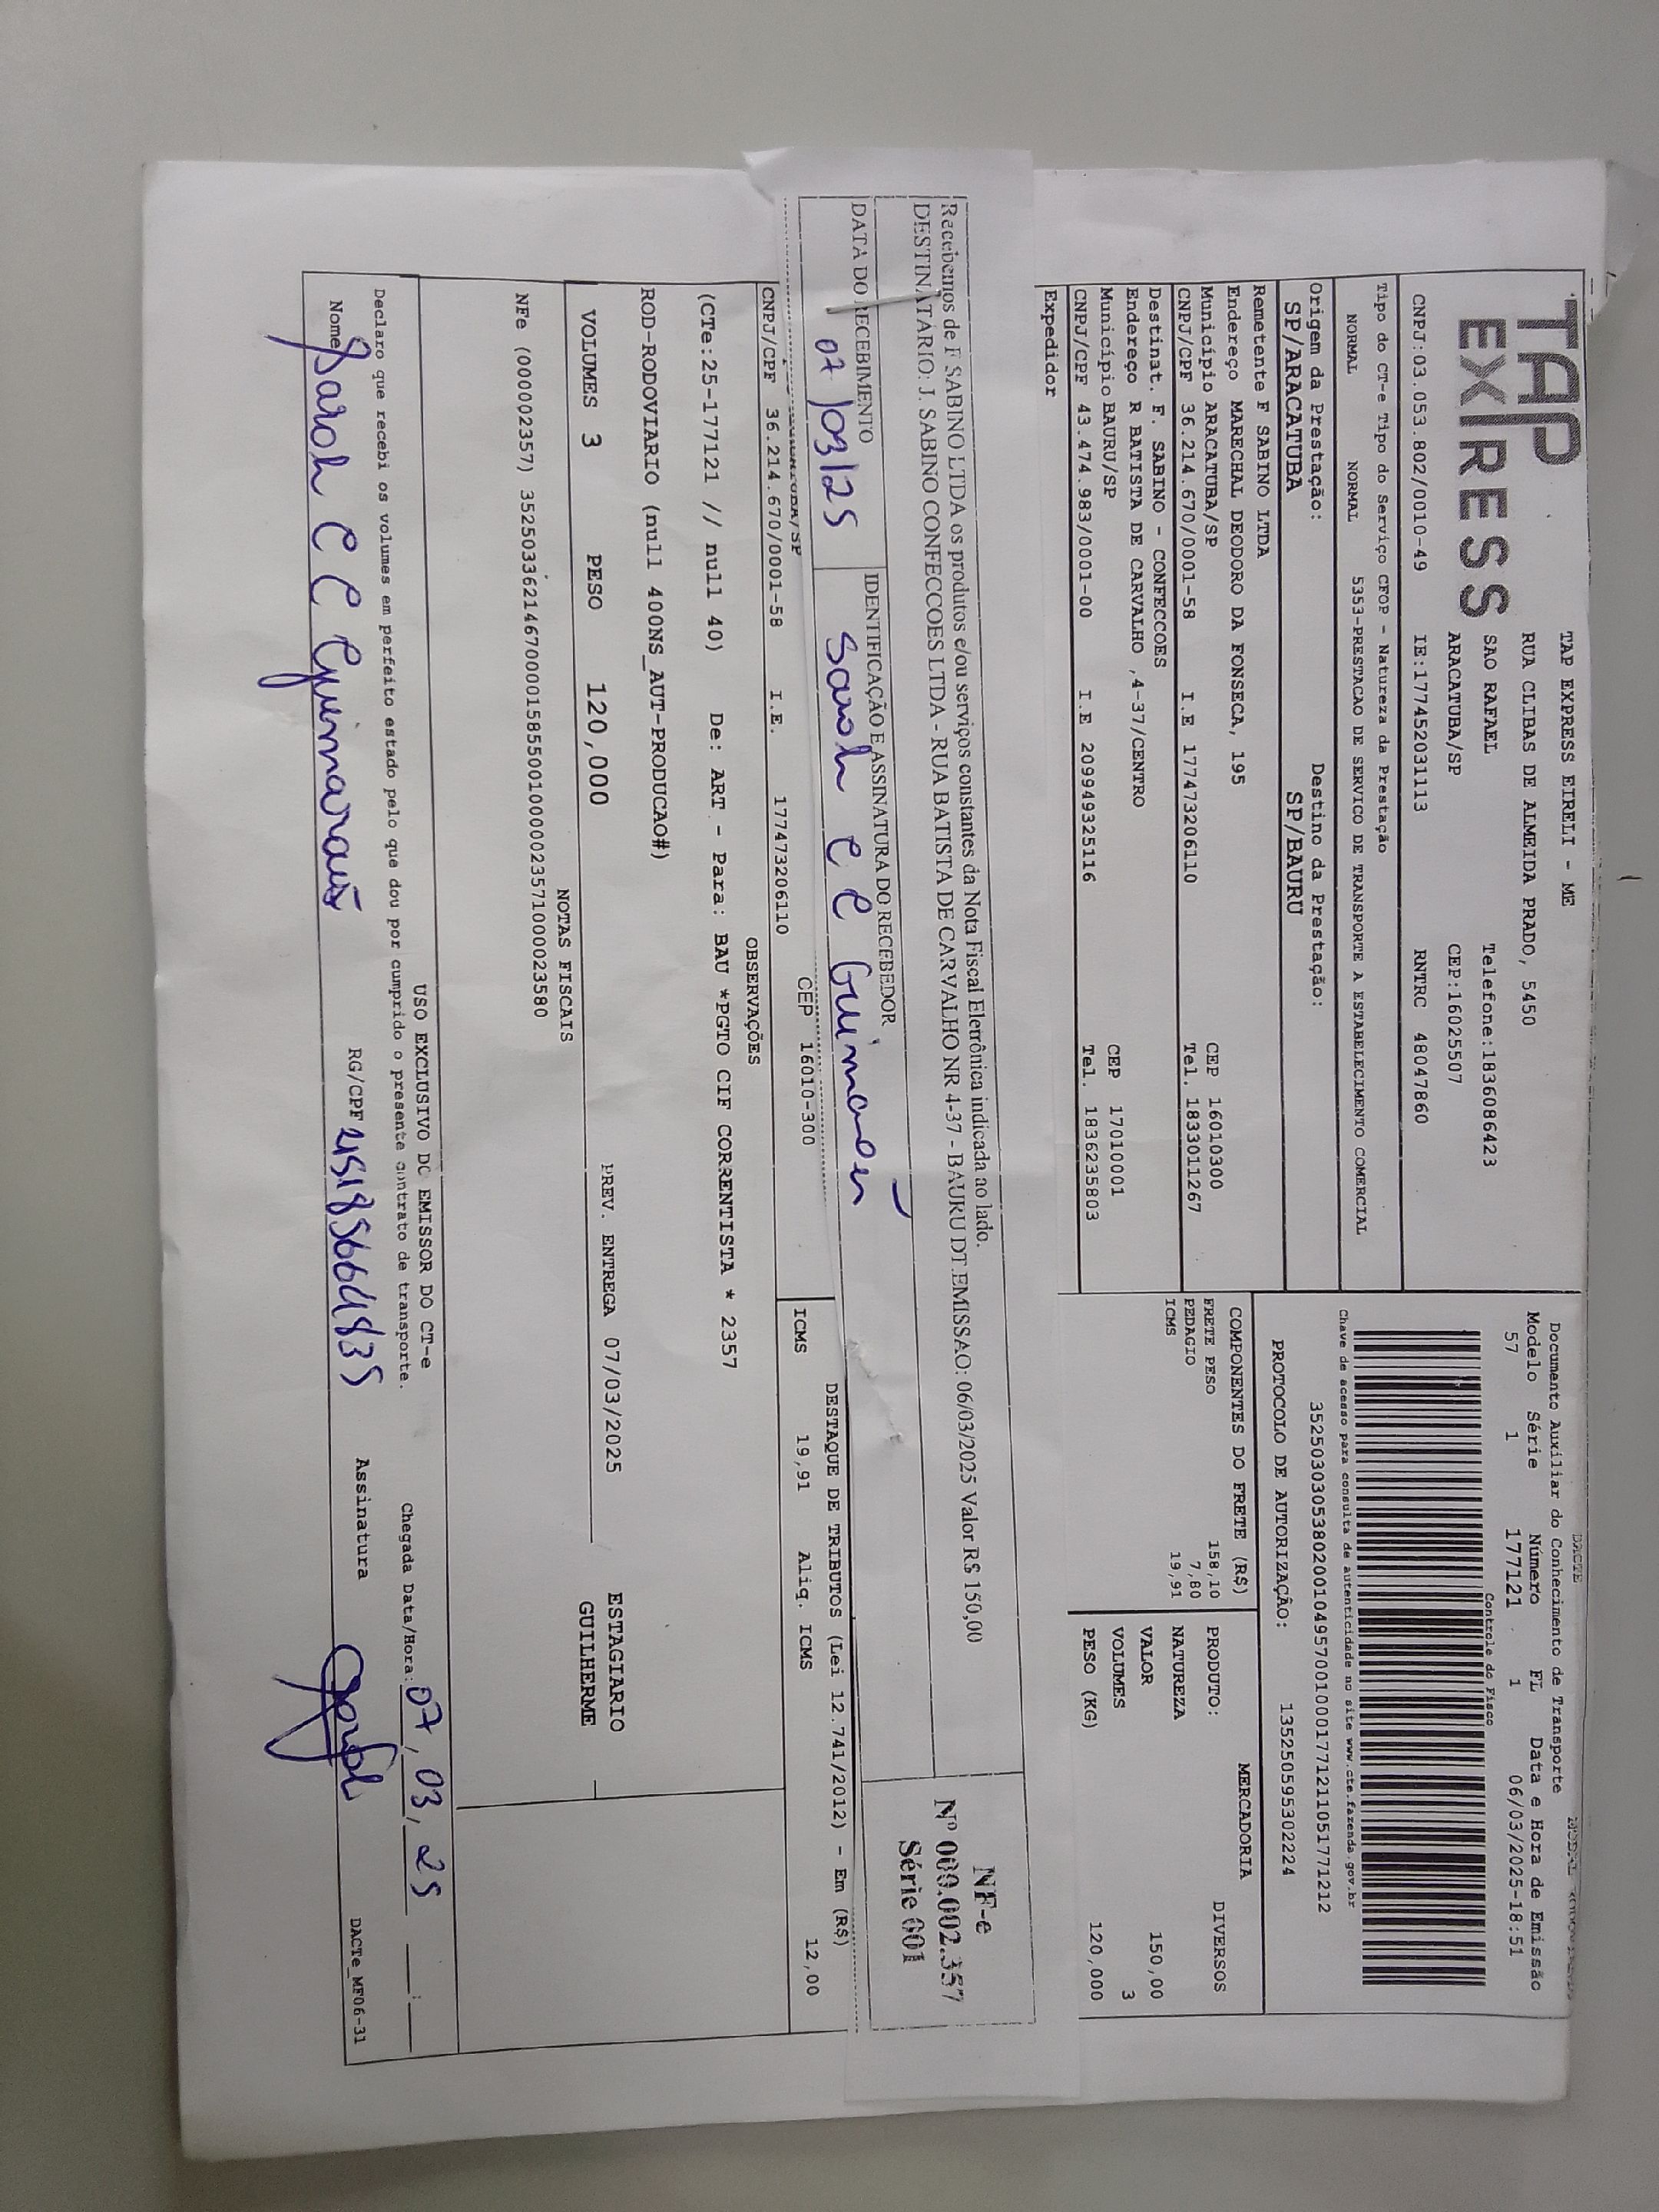 TAP EXPRESS
TAP EXPRESS EIRELI - ME
RUA CLIBAS DE ALMEIDA PRADO, 5450
SAO RAFAEL Telefone:1836086423
ARACATUBA/SP CEP:16025507
CNPJ:03.053.802/0010-49 IE:177452031113 RNTRC 48047860
Tipo do CT-e Tipo do Serviço CFOP - Natureza da Prestação
NORMAL NORMAL 5353-PRESTACAO DE SERVICO DE TRANSPORTE A ESTABELECIMENTO COMERCIAL
Origem da Prestação: Destino da Prestação:
SP/ARACATUBA SP/BAURU
Remetente F SABINO LTDA
Endereço MARECHAL DEODORO DA FONSECA, 195
Município ARACATUBA/SP CEP 16010300
CNPJ/CPF 36.214.670/0001-58 I.E 177473206110 Tel. 1833011267
Destinat. F. SABINO - CONFECCOES
Endereço R BATISTA DE CARVALHO ,4-37/CENTRO
Município BAURU/SP CEP 17010001
CNPJ/CPF 43.474.983/0001-00 I.E 209949325116 Tel. 1836235803
Expedidor
DACTE
Documento Auxiliar do Conhecimento de Transporte
Modelo Série Número FL Data e Hora de Emissão
57 1 177121 1 06/03/2025-18:51
Controle do Fisco
Chave de acesso para consulta de autenticidade no site www.cte.fazenda.gov.br
35250303053802001049570010001771211051771212
PROTOCOLO DE AUTORIZAÇÃO: 135250595302224
COMPONENTES DO FRETE (R$)
FRETE PESO 158,10
PEDAGIO 7,80
ICMS 19,91
MERCADORIA
PRODUTO: DIVERSOS
NATUREZA
VALOR 150,00
VOLUMES 3
PESO (KG) 120,000
Recebemos de F SABINO LTDA os produtos e/ou serviços constantes da Nota Fiscal Eletrônica indicada ao lado.
DESTINATÁRIO: J. SABINO CONFECCOES LTDA - RUA BATISTA DE CARVALHO NR 4-37 - BAURU DT.EMISSAO: 06/03/2025 Valor R$ 150,00
DATA DO RECEBIMENTO IDENTIFICAÇÃO E ASSINATURA DO RECEBEDOR
07/03/25 Sarah C C Guimarães
NF-e
Nº 000.002.357
Série 001
CNPJ/CPF 36.214.670/0001-58 I.E. 177473206110 CEP 16010-300
DESTAQUE DE TRIBUTOS (Lei 12.741/2012) - Em (R$)
ICMS 19,91 Aliq. ICMS 12,00
OBSERVAÇÕES
(CTe:25-177121 // null 40) De: ART - Para: BAU *PGTO CIF CORRENTISTA * 2357
ROD-RODOVIARIO (null 400NS_AUT-PRODUCAO#)
VOLUMES 3 PESO 120,000 PREV. ENTREGA 07/03/2025
ESTAGIARIO
GUILHERME
NOTAS FISCAIS
NFe (000002357) 35250336214670000158550010000023571000023580
USO EXCLUSIVO DO EMISSOR DO CT-e
Declaro que recebi os volumes em perfeito estado pelo que dou por cumprido o presente contrato de transporte.
Chegada Data/Hora: 07,03,25
Nome Sarah C C Guimarães RG/CPF Assinatura Sarah
DACTe_MF06-31